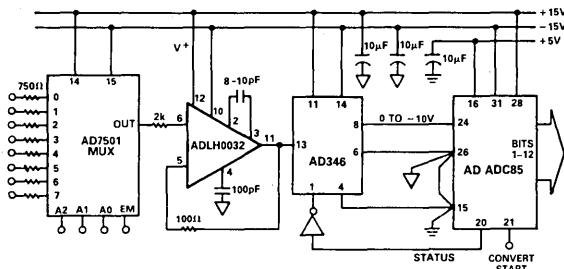 +15V
-15V
+5V
V+
10μF
10μF
10μF
8-10pF
750Ω
14
15
12
10
11
14
16
31
28
0
1
2
3
4
5
6
7
AD7501
MUX
OUT
2k
6
2
3
ADLH0032
5
4
11
13
100pF
100Ω
AD346
8
0 TO -10V
24
6
26
AD ADC85
BITS
1-12
1
4
15
20
21
A2
A1
A0
EM
STATUS
CONVERT
START